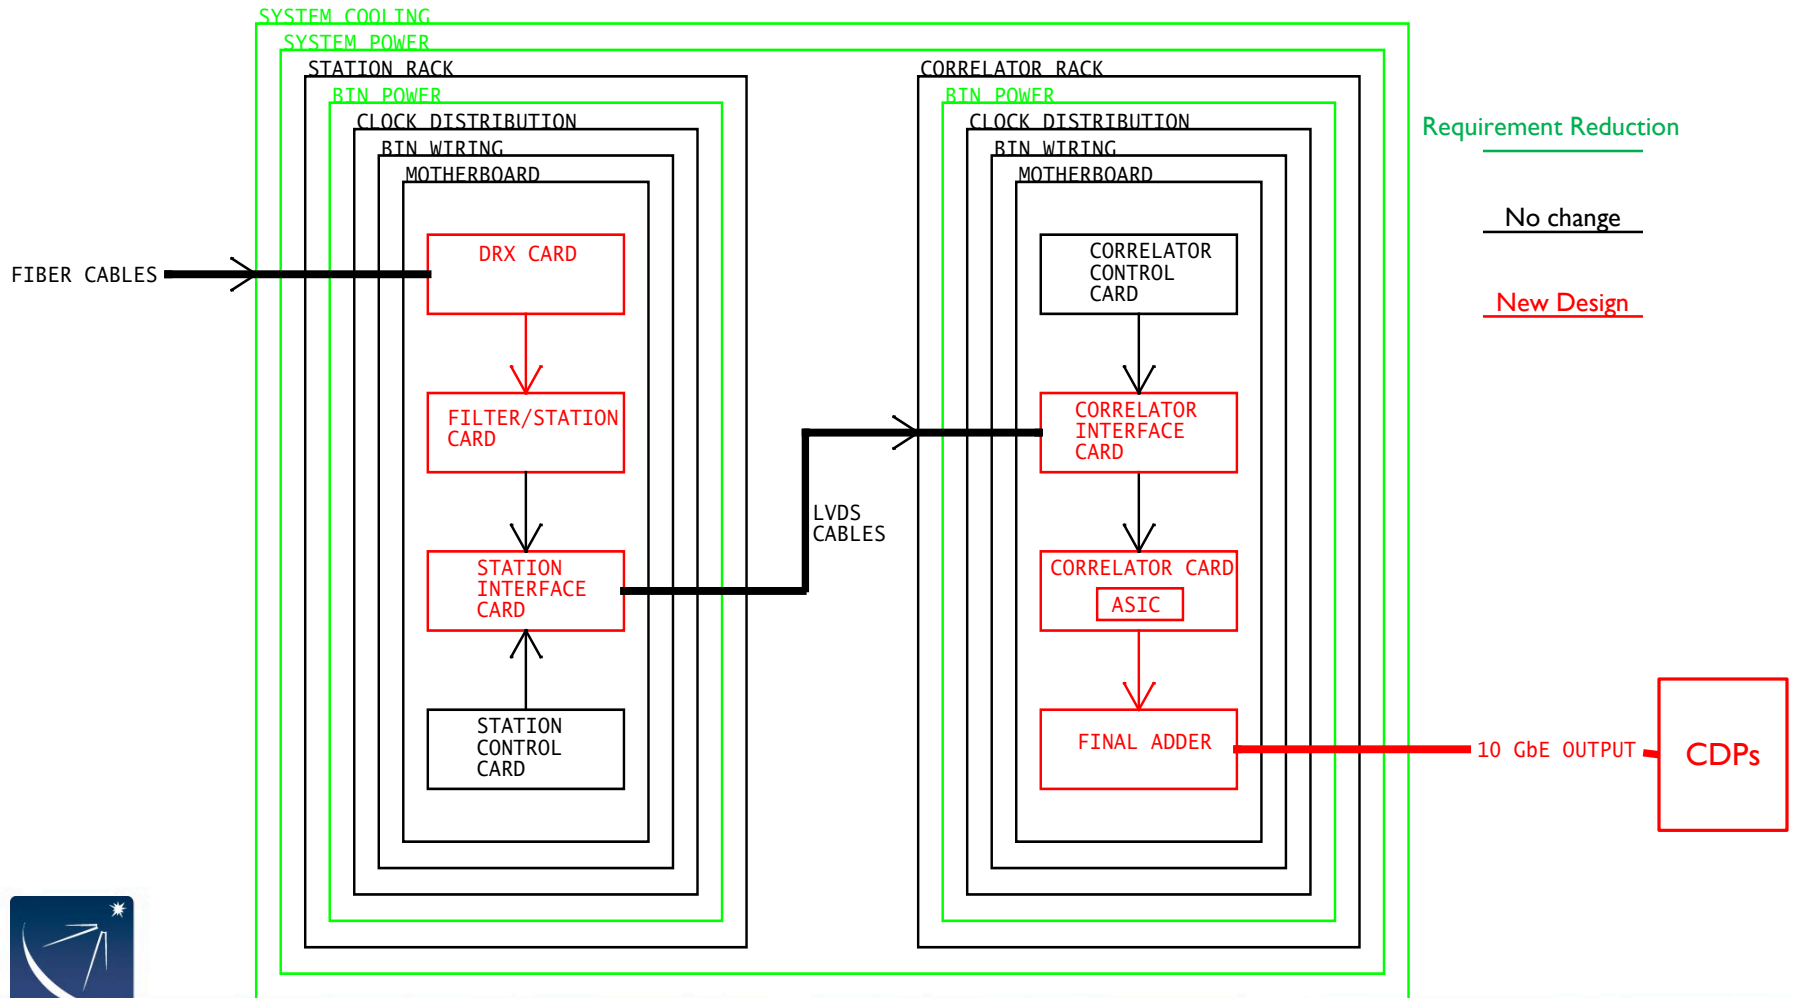 SYSTEM COOLING
SYSTEM POWER
STATION RACK
BIN POWER
CLOCK DISTRIBUTION
BIN WIRING
MOTHERBOARD
FIBER CABLES
DRX CARD
FILTER/STATION
CARD
STATION
INTERFACE
CARD
STATION
CONTROL
CARD
LVDS
CABLES
CORRELATOR RACK
BIN POWER
CLOCK DISTRIBUTION
BIN WIRING
MOTHERBOARD
CORRELATOR
CONTROL
CARD
CORRELATOR
INTERFACE
CARD
CORRELATOR CARD
ASIC
FINAL ADDER
10 GbE OUTPUT
CDPs
Requirement Reduction
No change
New Design